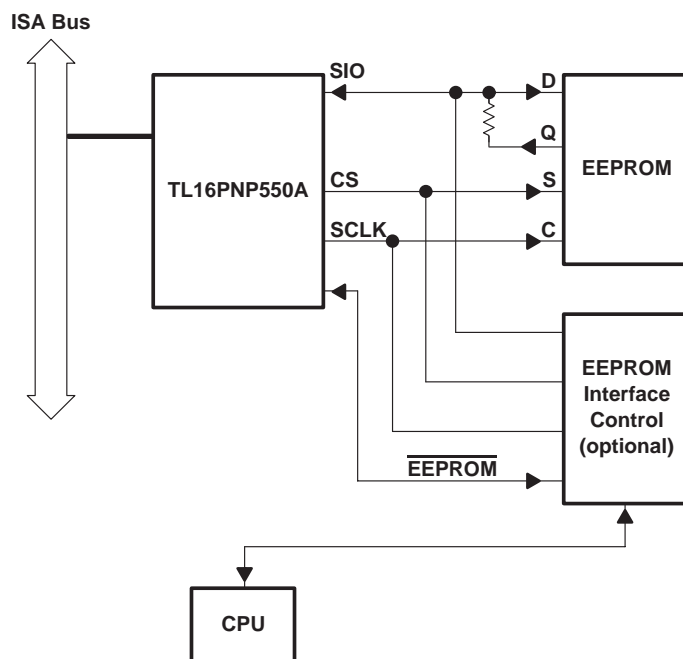 ISA Bus
SIO
D
Q
TL16PNP550A
EEPROM
CS
S
SCLK
C
EEPROM
Interface
Control
(optional)
EEPROM
CPU